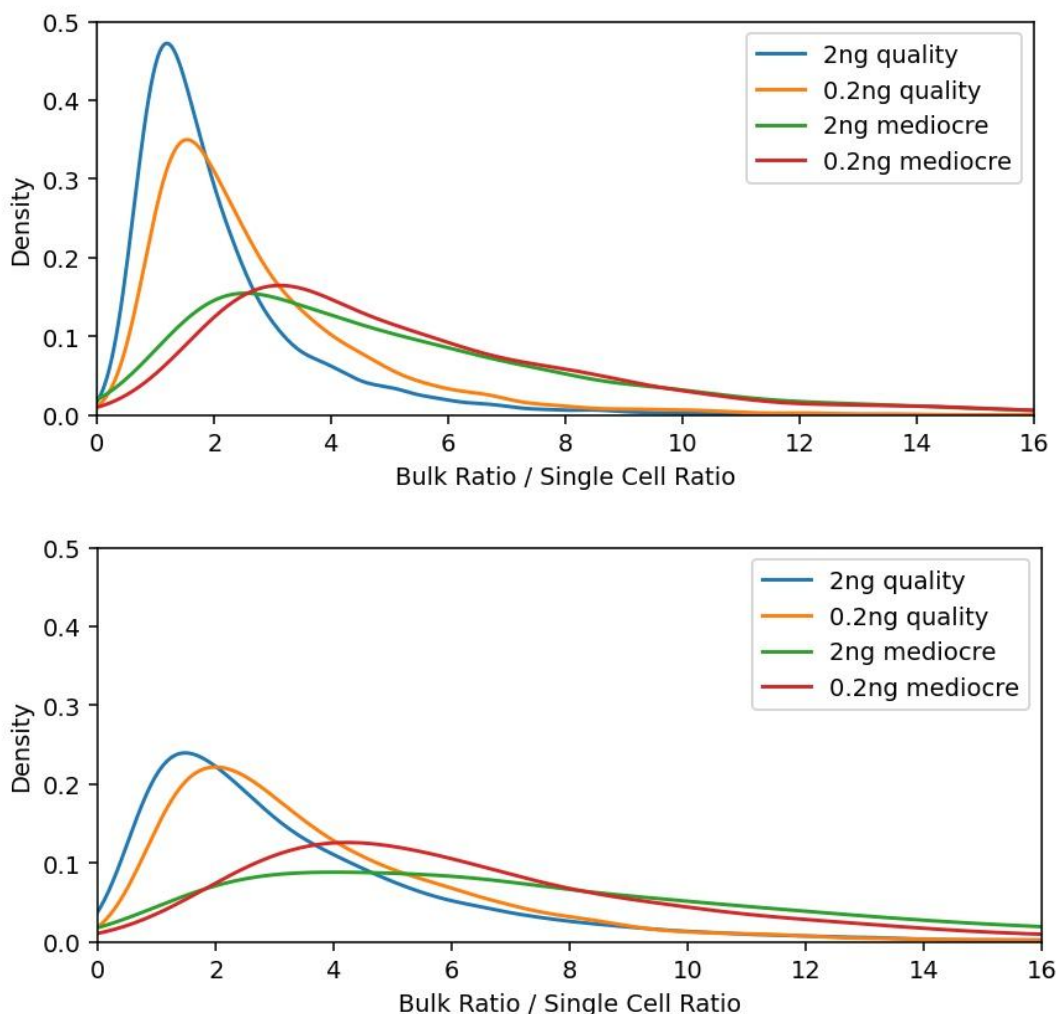 0.5
0.4
0.3
0.2
0.1
0.0
Density
2ng quality
0.2ng quality
2ng mediocre
0.2ng mediocre
0 2 4 6 8 10 12 14 16
Bulk Ratio / Single Cell Ratio
0.5
0.4
0.3
0.2
0.1
0.0
Density
2ng quality
0.2ng quality
2ng mediocre
0.2ng mediocre
0 2 4 6 8 10 12 14 16
Bulk Ratio / Single Cell Ratio